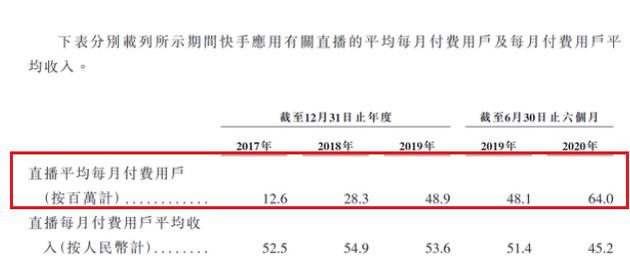 下表分別載列所示期間快手應用有關直播的平均每月付費用戶及每月付費用戶平
均收入。
截至12月31日止年度 截至6月30日止六個月
2017年 2018年 2019年 2019年 2020年
直播平均每月付費用戶
(按百萬計)............ 12.6 28.3 48.9 48.1 64.0
直播每月付費用戶平均收
入(按人民幣計)........ 52.5 54.9 53.6 51.4 45.2